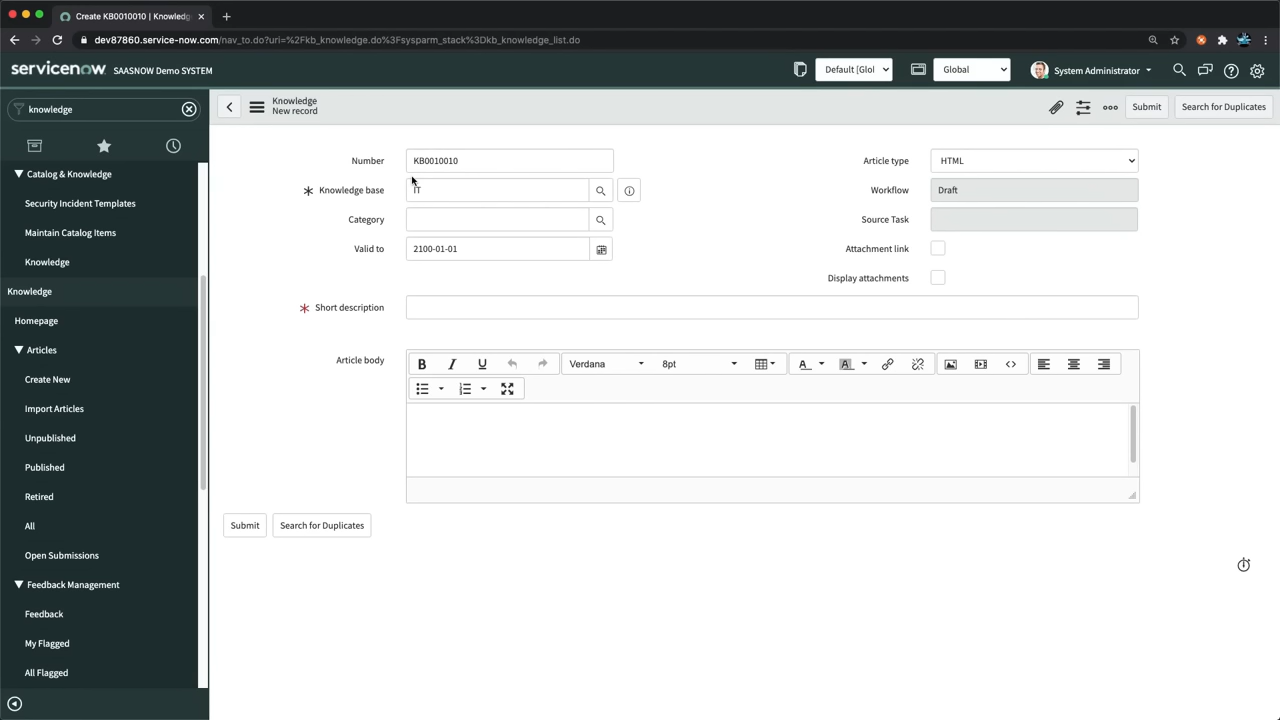 Create KB0010010 | Knowledg
dev87860.service-now.com/nav_to.do?uri=%2Fkb_knowledge.do%3Fsysparm_stack%3Dkb_knowledge_list.do
servicenow SAASNOW Demo SYSTEM
Default [Glol
Global
System Administrator
knowledge
Knowledge
New record
Submit
Search for Duplicates
Catalog & Knowledge
Security Incident Templates
Maintain Catalog Items
Knowledge
Knowledge
Homepage
Articles
Create New
Import Articles
Unpublished
Published
Retired
All
Open Submissions
Feedback Management
Feedback
My Flagged
All Flagged
Number KB0010010
Knowledge base IT
Category
Valid to 2100-01-01
Article type HTML
Workflow Draft
Source Task
Attachment link
Display attachments
Short description
Article body
B I U Verdana 8pt A A
Submit Search for Duplicates